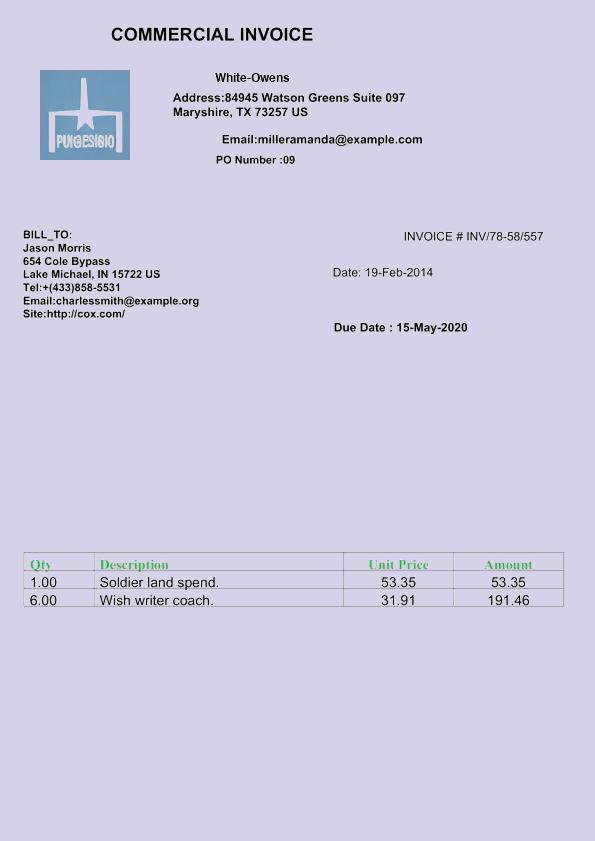 COMMERCIAL INVOICE
White-Owens
Address:84945 Watson Greens Suite 097
Maryshire, TX 73257 US
Email:milleramanda@example.com
PO Number :09
BILL_TO:
Jason Morris
654 Cole Bypass
Lake Michael, IN 15722 US
Tel:+(433)858-5531
Email:charlessmith@example.org
Site:http://cox.com/
INVOICE # INV/78-58/557
Date: 19-Feb-2014
Due Date : 15-May-2020
Qty Description Unit Price Amount
1.00 Soldier land spend. 53.35 53.35
6.00 Wish writer coach. 31.91 191.46